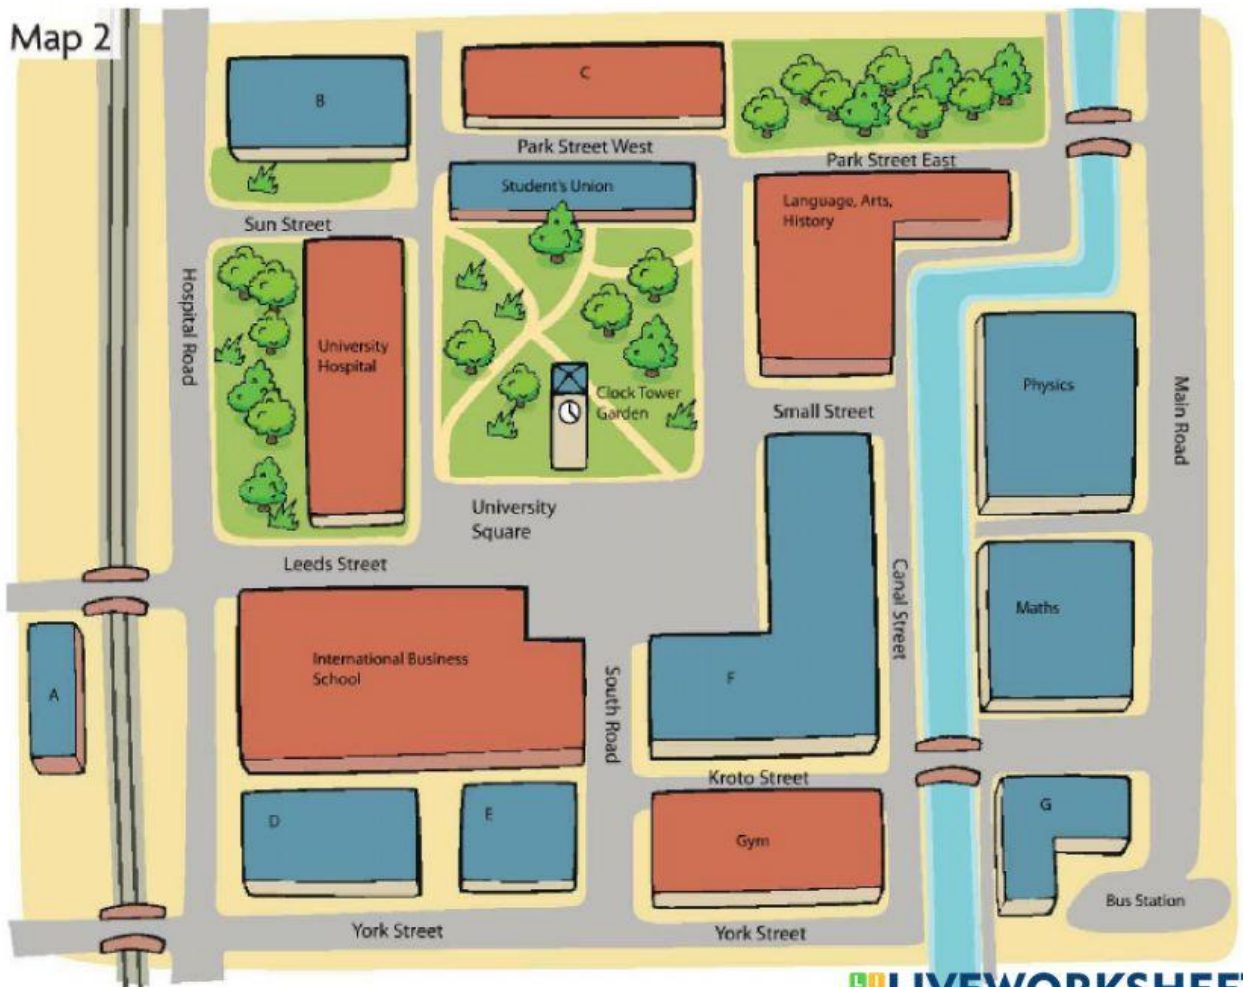 Map 2
B
C
Park Street West
Park Street East
Student's Union
Language, Arts,
History
Sun Street
Hospital Road
University
Hospital
Clock Tower
Garden
Physics
Main Road
Small Street
University
Square
Leeds Street
Canal Street
Maths
International Business
School
A
South Road
F
Kroto Street
D
E
Gym
G
Bus Station
York Street
York Street
LIVEWORKSHEET